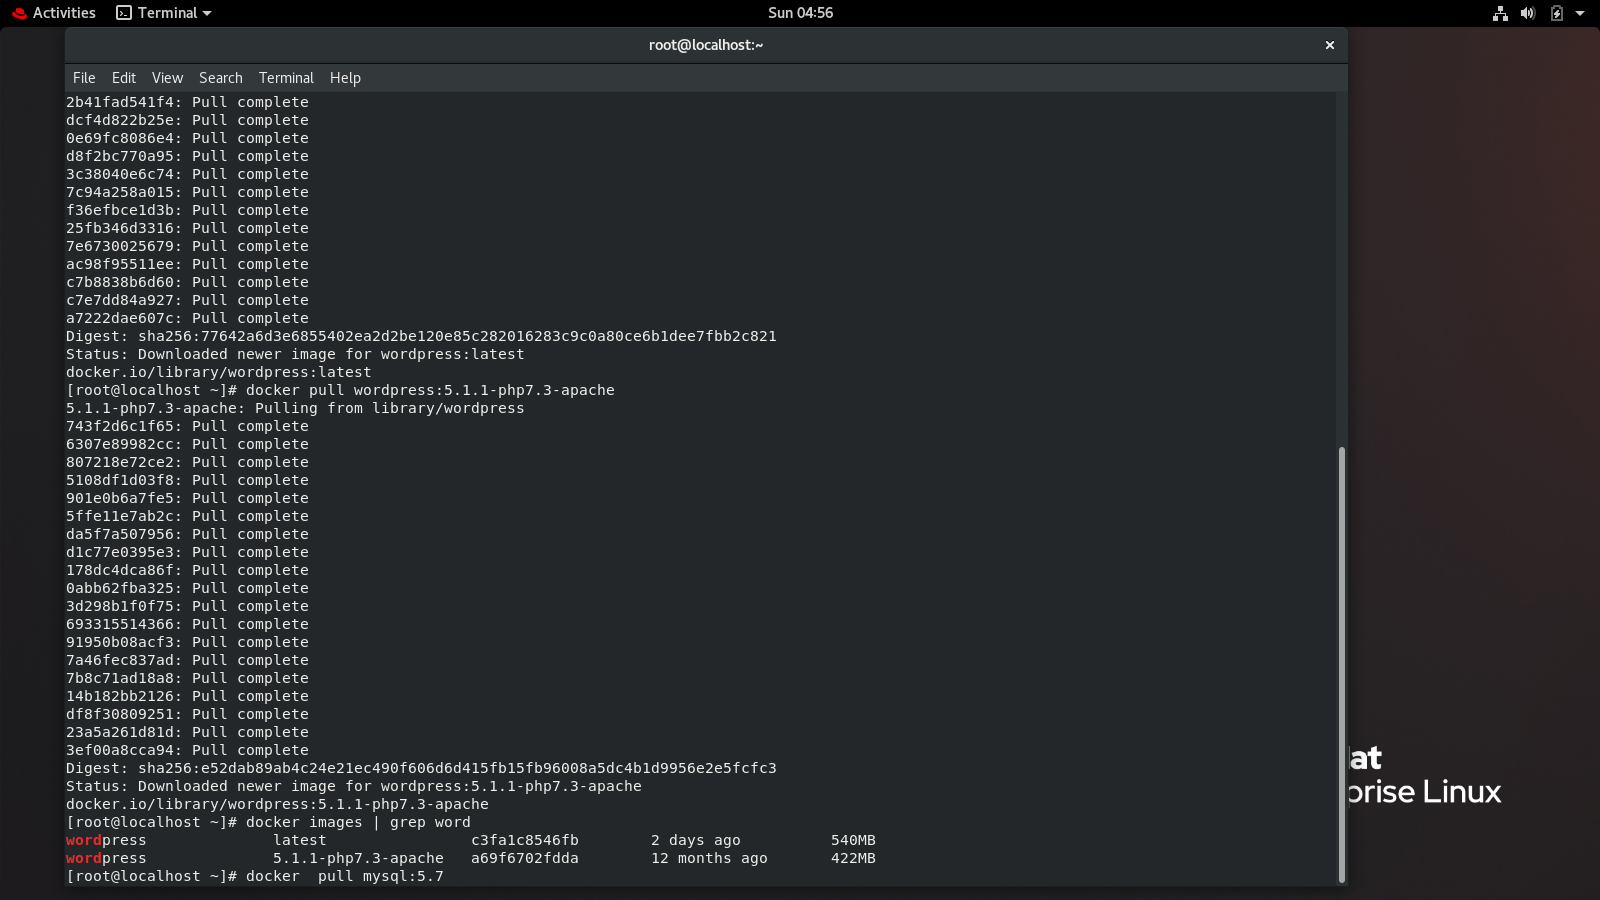 Activities Terminal Sun 04:56
root@localhost:~ ×
File Edit View Search Terminal Help
2b41fad541f4: Pull complete
dcf4d822b25e: Pull complete
0e69fc8086e4: Pull complete
d8f2bc770a95: Pull complete
3c38040e6c74: Pull complete
7c94a258a015: Pull complete
f36efbce1d3b: Pull complete
25fb346d3316: Pull complete
7e6730025679: Pull complete
ac98f95511ee: Pull complete
c7b8838b6d60: Pull complete
c7e7dd84a927: Pull complete
a7222dae607c: Pull complete
Digest: sha256:77642a6d3e6855402ea2d2be120e85c282016283c9c0a80ce6b1dee7fbb2c821
Status: Downloaded newer image for wordpress:latest
docker.io/library/wordpress:latest
[root@localhost ~]# docker pull wordpress:5.1.1-php7.3-apache
5.1.1-php7.3-apache: Pulling from library/wordpress
743f2d6c1f65: Pull complete
6307e89982cc: Pull complete
807218e72ce2: Pull complete
5108df1d03f8: Pull complete
901e0b6a7fe5: Pull complete
5ffe11e7ab2c: Pull complete
da5f7a507956: Pull complete
d1c77e0395e3: Pull complete
178dc4dca86f: Pull complete
0abb62fba325: Pull complete
3d298b1f0f75: Pull complete
693315514366: Pull complete
91950b08acf3: Pull complete
7a46fec837ad: Pull complete
7b8c71ad18a8: Pull complete
14b182bb2126: Pull complete
df8f30809251: Pull complete
23a5a261d81d: Pull complete
3ef00a8cca94: Pull complete
Digest: sha256:e52dab89ab4c24e21ec490f606d6d415fb15fb96008a5dc4b1d9956e2e5fcfc3
Status: Downloaded newer image for wordpress:5.1.1-php7.3-apache
docker.io/library/wordpress:5.1.1-php7.3-apache
[root@localhost ~]# docker images | grep word
wordpress latest c3fa1c8546fb 2 days ago 540MB
wordpress 5.1.1-php7.3-apache a69f6702fdda 12 months ago 422MB
[root@localhost ~]# docker  pull mysql:5.7
at
prise Linux